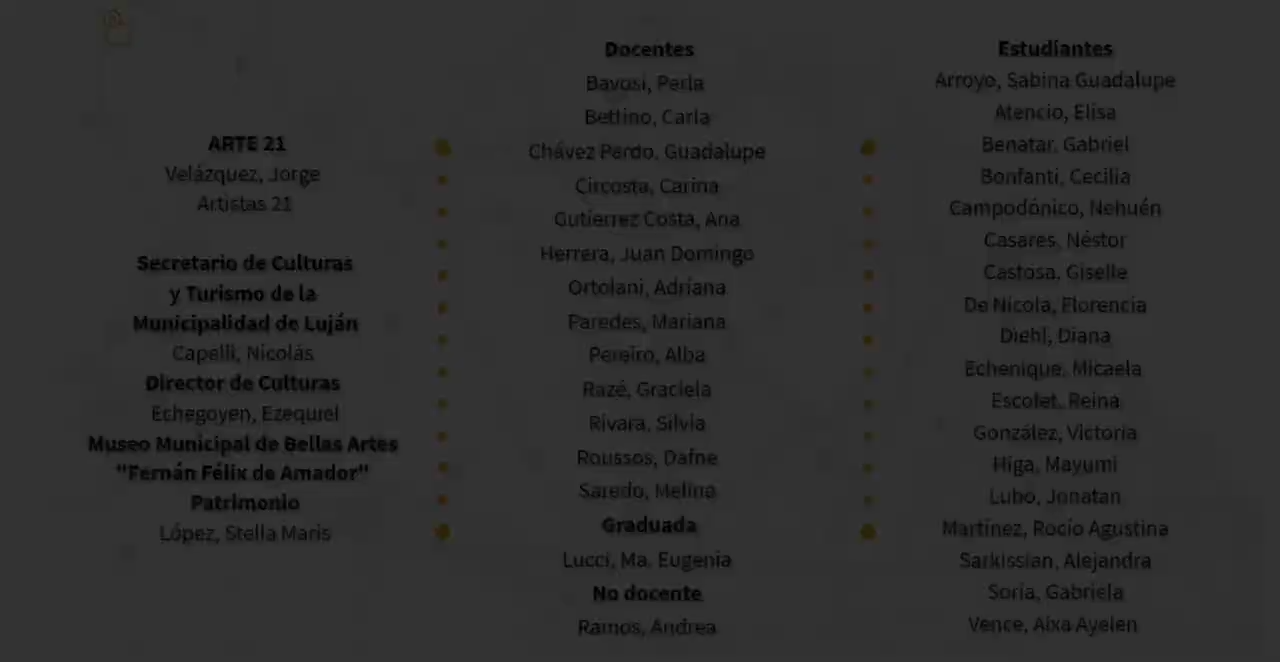 ARTE 21
Velázquez, Jorge
Artistas 21
Secretario de Culturas
y Turismo de la
Municipalidad de Luján
Capelli, Nicolás
Director de Culturas
Echegoyen, Ezequiel
Museo Municipal de Bellas Artes
"Fernán Félix de Amador"
Patrimonio
López, Stella Maris
Docentes
Bavosi, Perla
Bettino, Carla
Chávez Perdo, Guadalupe
Circosta, Carina
Gutierrez Costa, Ana
Herrera, Juan Domingo
Ortolani, Adriana
Paredes, Mariana
Pereiro, Alba
Razé, Graciela
Rivara, Silvia
Roussos, Dafne
Saredo, Melina
Graduada
Lucci, Ma. Eugenia
No docente
Ramos, Andrea
Estudiantes
Arroyo, Sabina Guadalupe
Atencio, Elisa
Benatar, Gabriel
Bonfanti, Cecilia
Campodónico, Nehuén
Casares, Néstor
Castosa, Giselle
De Nicola, Florencia
Diehl, Diana
Echenique, Micaela
Escolet, Reina
González, Victoria
Higa, Mayumi
Lubo, Jonatan
Martínez, Rocío Agustina
Sarkissian, Alejandra
Soria, Gabriela
Vence, Aixa Ayelen